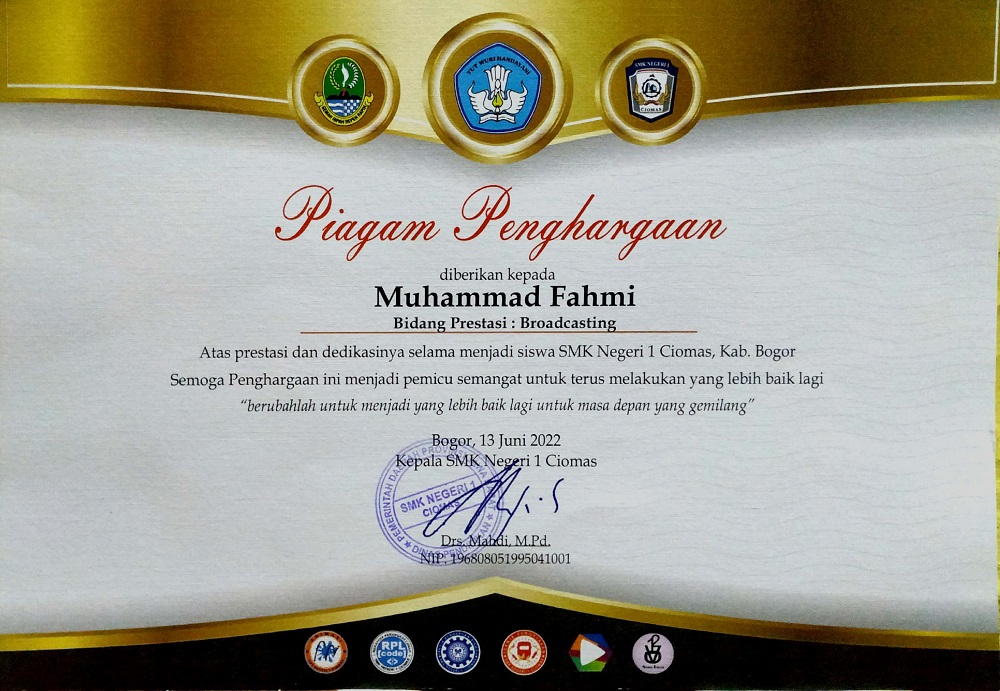 TUT WURI HANDAYANI
SMK NEGERI 1
CIOMAS
Piagam Penghargaan
diberikan kepada
Muhammad Fahmi
Bidang Prestasi : Broadcasting
Atas prestasi dan dedikasinya selama menjadi siswa SMK Negeri 1 Ciomas, Kab. Bogor
Semoga Penghargaan ini menjadi pemicu semangat untuk terus melakukan yang lebih baik lagi
“berubahlah untuk menjadi yang lebih baik lagi untuk masa depan yang gemilang”
Bogor, 13 Juni 2022
Kepala SMK Negeri 1 Ciomas
PEMERINTAH DAERAH PROVINSI JAWA BARAT
SMK NEGERI 1
CIOMAS
DINAS PENDIDIKAN
Drs. Mahdi, M.Pd.
NIP. 196808051995041001
RPL
[code]